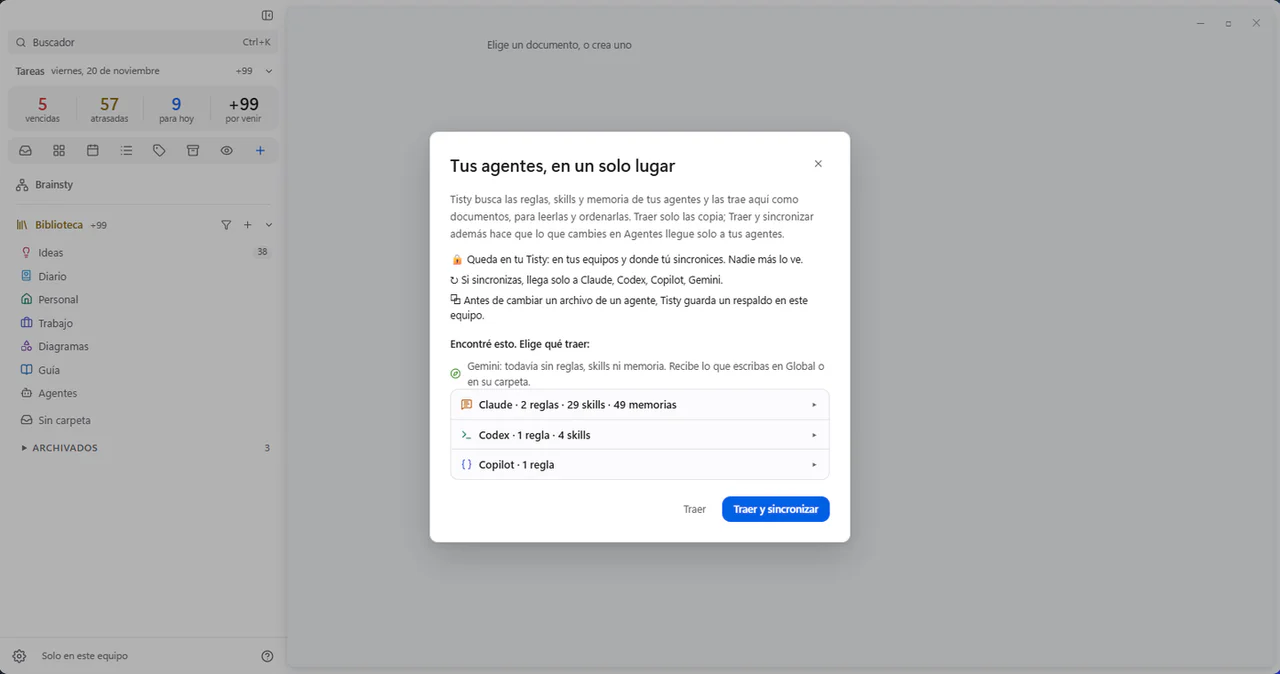 Buscador Ctrl+K
Tareas viernes, 20 de noviembre +99
5 57 9 +99
vencidas atrasadas para hoy por venir
Brainsty
Biblioteca +99
Ideas 38
Diario
Personal
Trabajo
Diagramas
Guía
Agentes
Sin carpeta
ARCHIVADOS 3
Solo en este equipo
Elige un documento, o crea uno
Tus agentes, en un solo lugar
Tisty busca las reglas, skills y memoria de tus agentes y las trae aquí como
documentos, para leerlas y ordenarlas. Traer solo las copia; Traer y sincronizar
además hace que lo que cambies en Agentes llegue solo a tus agentes.
Queda en tu Tisty: en tus equipos y donde tú sincronices. Nadie más lo ve.
Si sincronizas, llega solo a Claude, Codex, Copilot, Gemini.
Antes de cambiar un archivo de un agente, Tisty guarda un respaldo en este
equipo.
Encontré esto. Elige qué traer:
Gemini: todavía sin reglas, skills ni memoria. Recibe lo que escribas en Global o
en su carpeta.
Claude · 2 reglas · 29 skills · 49 memorias
Codex · 1 regla · 4 skills
Copilot · 1 regla
Traer Traer y sincronizar